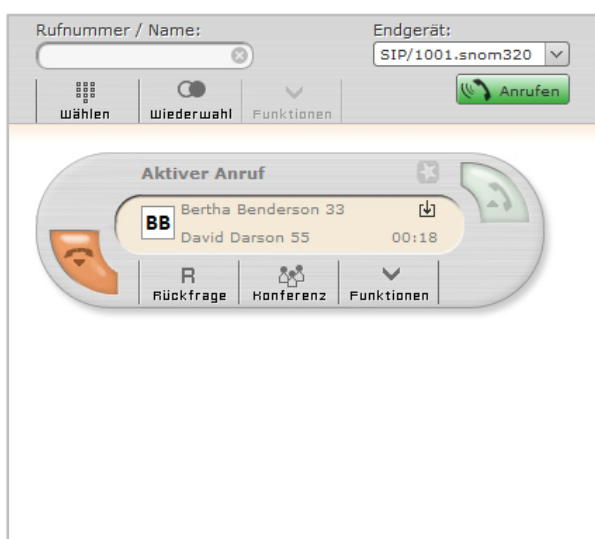 Rufnummer / Name:
Endgerät:
SIP/1001.snom320
Wählen
Wiederwahl
Funktionen
Anrufen
Aktiver Anruf
BB
Bertha Benderson 33
David Darson 55
00:18
R
Rückfrage
Konferenz
Funktionen